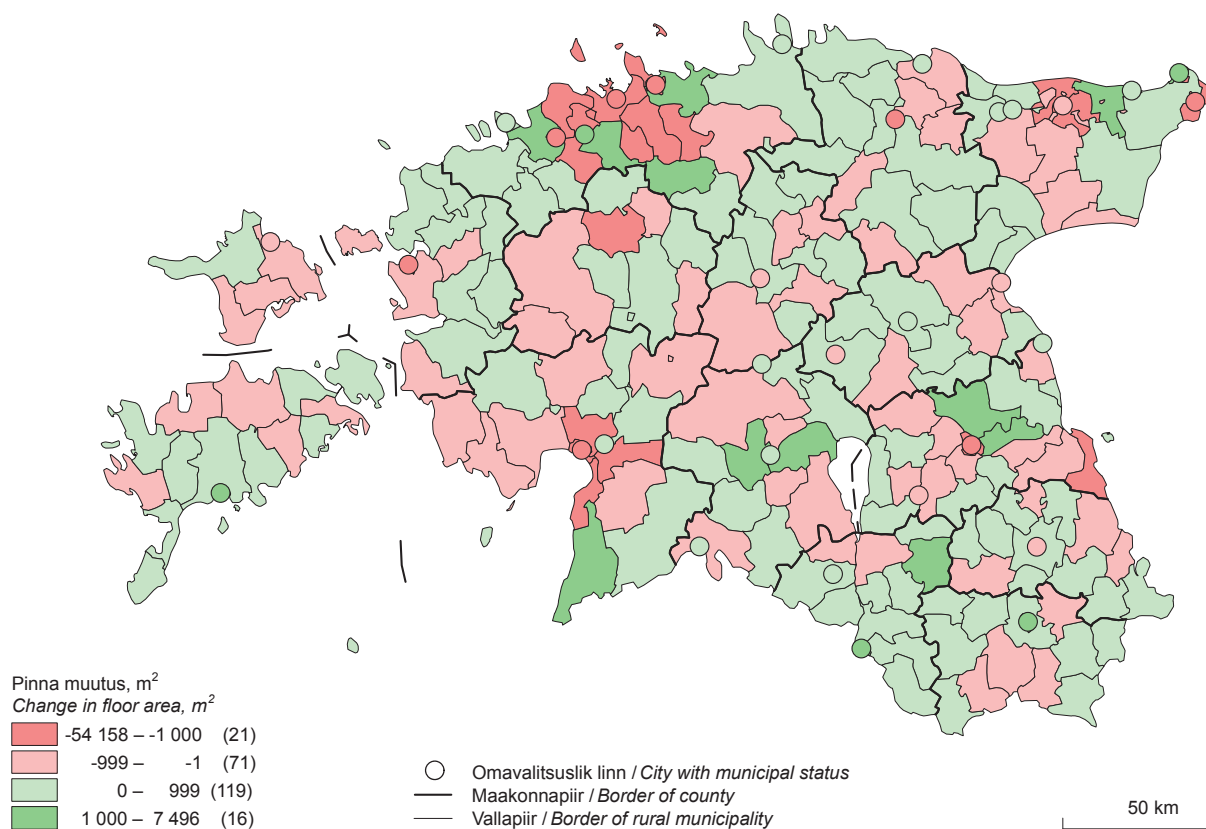 Pinna muutus, m²
Change in floor area, m²
-54 158 – -1 000 (21)
-999 – -1 (71)
0 – 999 (119)
1 000 – 7 496 (16)
Omavalitsuslik linn / City with municipal status
Maakonnapiir / Border of county
Vallapiir / Border of rural municipality
50 km